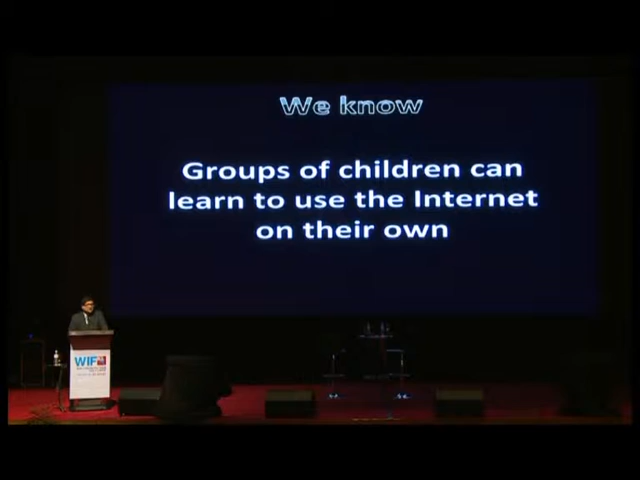 We know
Groups of children can
learn to use the Internet
on their own
WIF